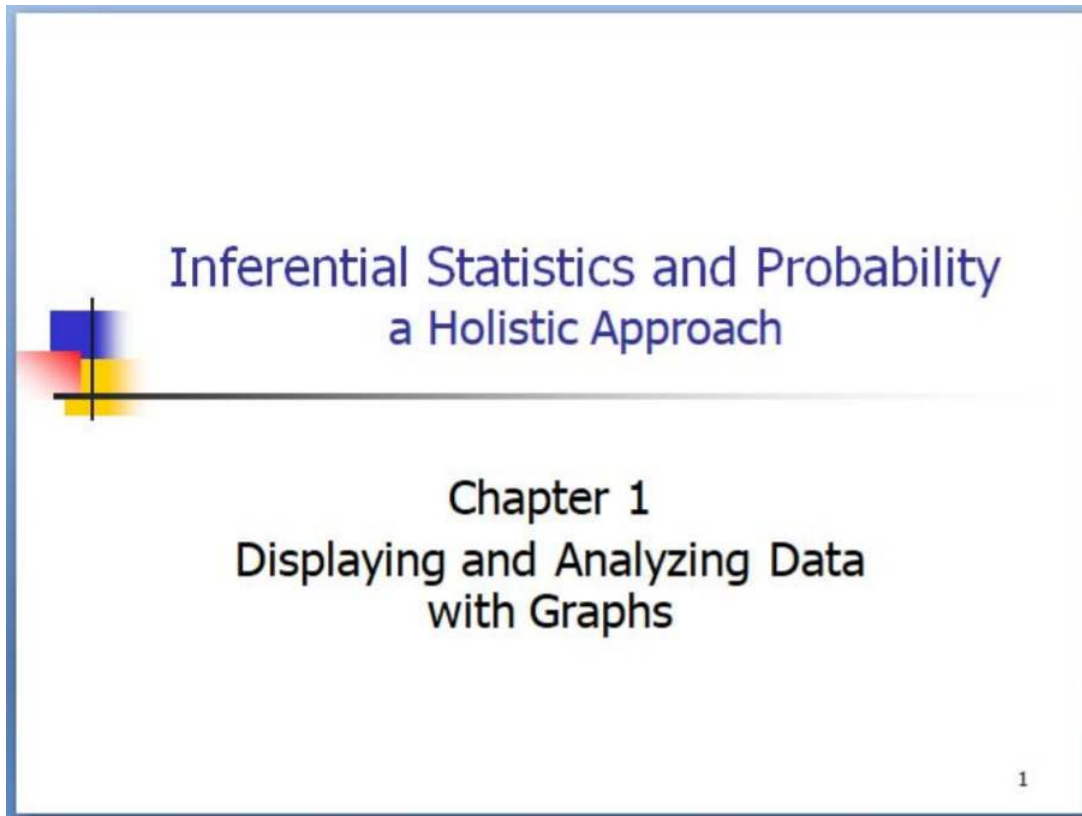 Inferential Statistics and Probability
a Holistic Approach
Chapter 1
Displaying and Analyzing Data
with Graphs
1